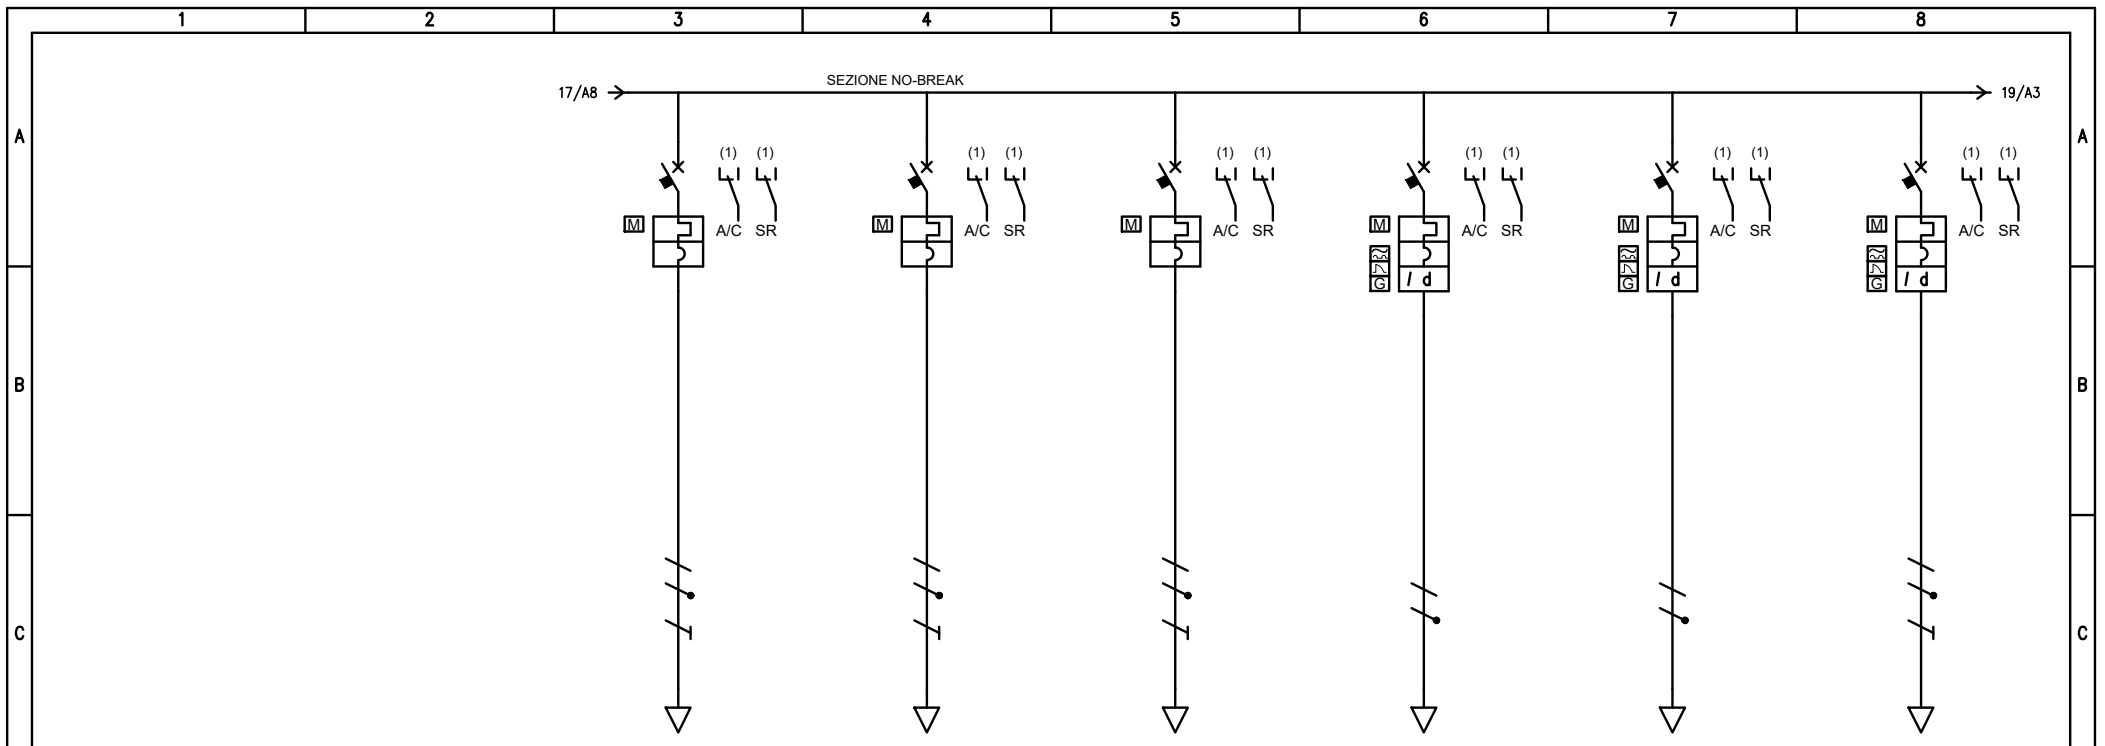 1 2 3 4 5 6 7 8
SEZIONE NO-BREAK
17/A8 19/A3
A A
(1) (1) (1) (1) (1) (1) (1) (1) (1) (1) (1) (1)
M A/C SR M A/C SR M A/C SR M A/C SR M A/C SR M A/C SR
G I d G I d G I d
B B
C C